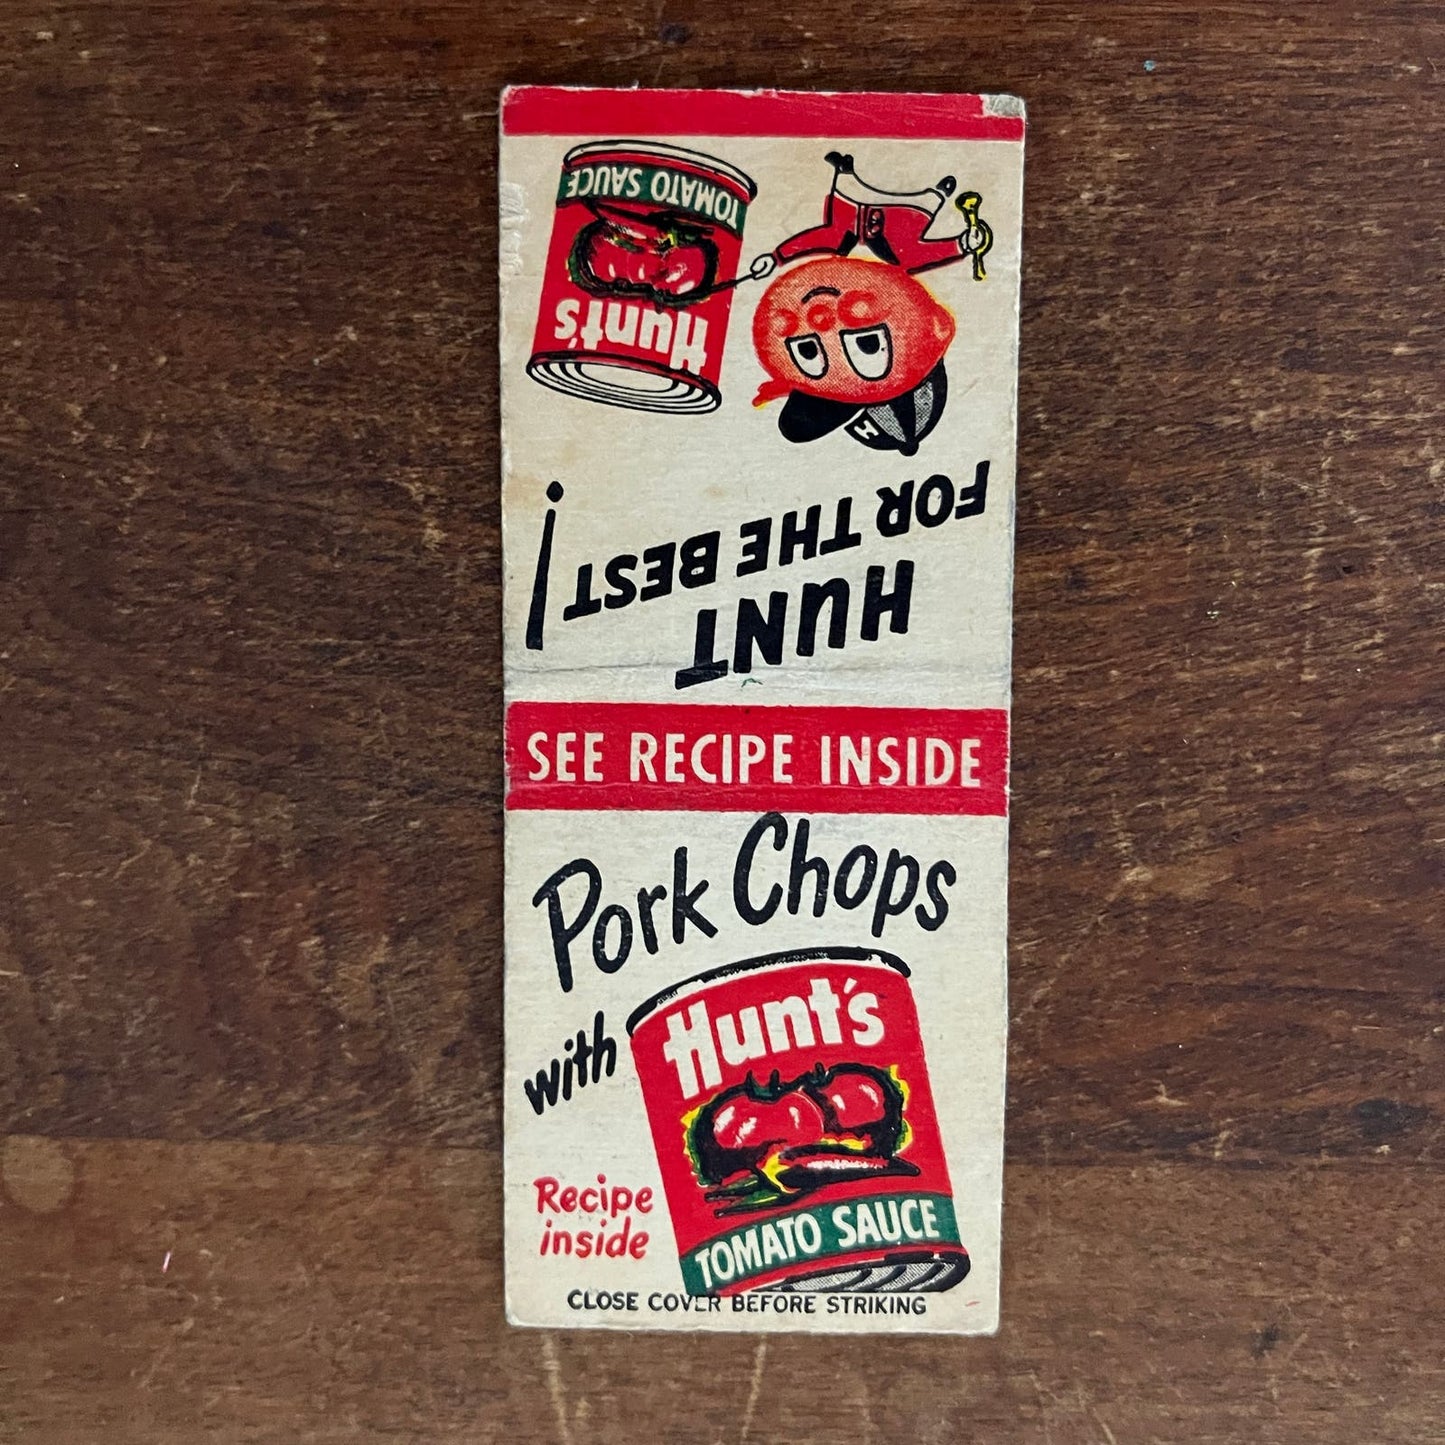 TOMATO SAUCE
Hunt's
H
HUNT
FOR THE BEST!
SEE RECIPE INSIDE
Pork Chops
with
Hunt's
TOMATO SAUCE
Recipe
inside
CLOSE COVER BEFORE STRIKING